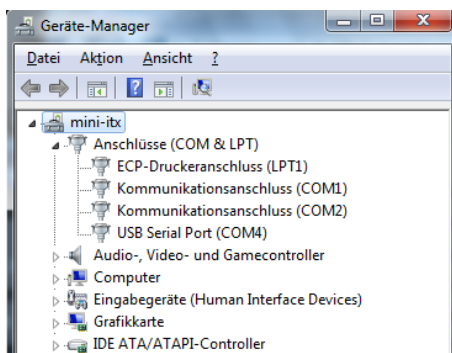 Geräte-Manager
Datei Aktion Ansicht ?
mini-itx
Anschlüsse (COM & LPT)
ECP-Druckeranschluss (LPT1)
Kommunikationsanschluss (COM1)
Kommunikationsanschluss (COM2)
USB Serial Port (COM4)
Audio-, Video- und Gamecontroller
Computer
Eingabegeräte (Human Interface Devices)
Grafikkarte
IDE ATA/ATAPI-Controller